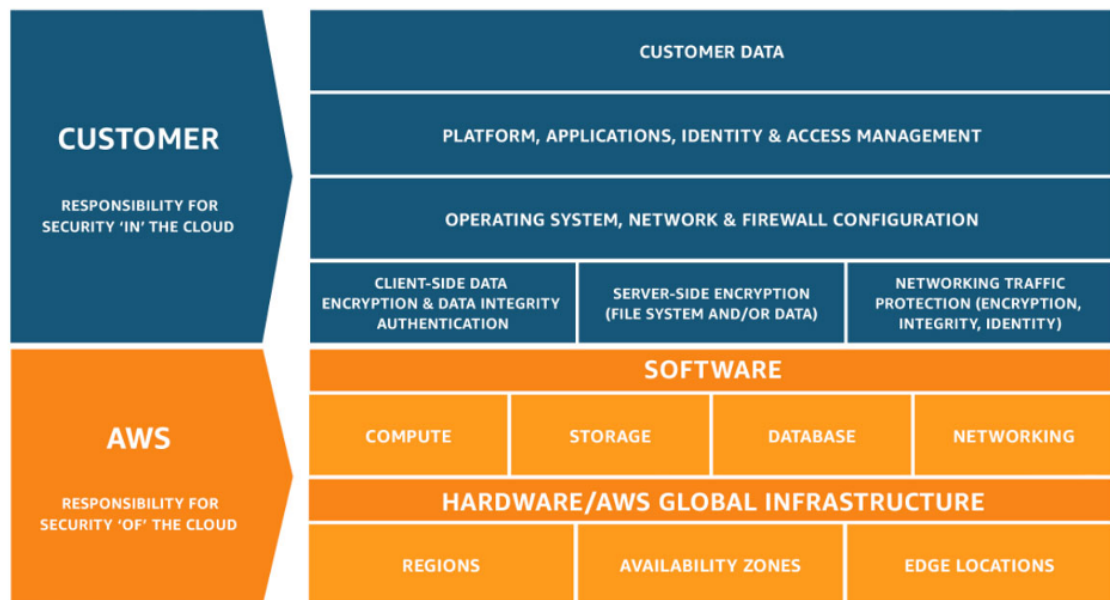 CUSTOMER
RESPONSIBILITY FOR
SECURITY ‘IN’ THE CLOUD
CUSTOMER DATA
PLATFORM, APPLICATIONS, IDENTITY & ACCESS MANAGEMENT
OPERATING SYSTEM, NETWORK & FIREWALL CONFIGURATION
CLIENT-SIDE DATA
ENCRYPTION & DATA INTEGRITY
AUTHENTICATION
SERVER-SIDE ENCRYPTION
(FILE SYSTEM AND/OR DATA)
NETWORKING TRAFFIC
PROTECTION (ENCRYPTION,
INTEGRITY, IDENTITY)
AWS
RESPONSIBILITY FOR
SECURITY ‘OF’ THE CLOUD
SOFTWARE
COMPUTE
STORAGE
DATABASE
NETWORKING
HARDWARE/AWS GLOBAL INFRASTRUCTURE
REGIONS
AVAILABILITY ZONES
EDGE LOCATIONS